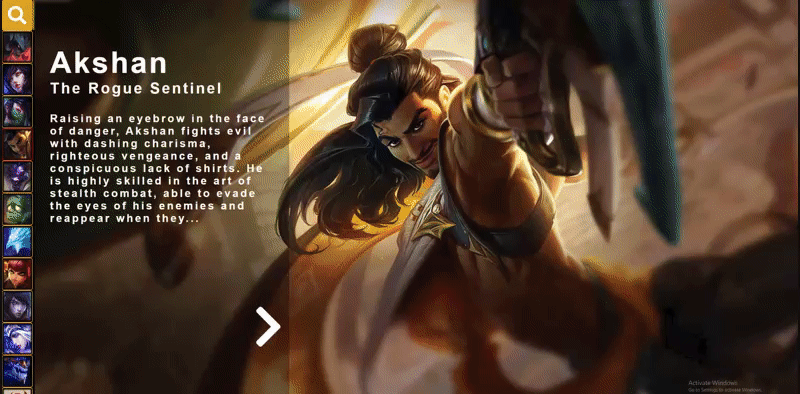 Akshan
The Rogue Sentinel
Raising an eyebrow in the face
of danger, Akshan fights evil
with dashing charisma,
righteous vengeance, and a
conspicuous lack of shirts. He
is highly skilled in the art of
stealth combat, able to evade
the eyes of his enemies and
reappear when they...
Activate Windows
Go to Settings to activate Windows.